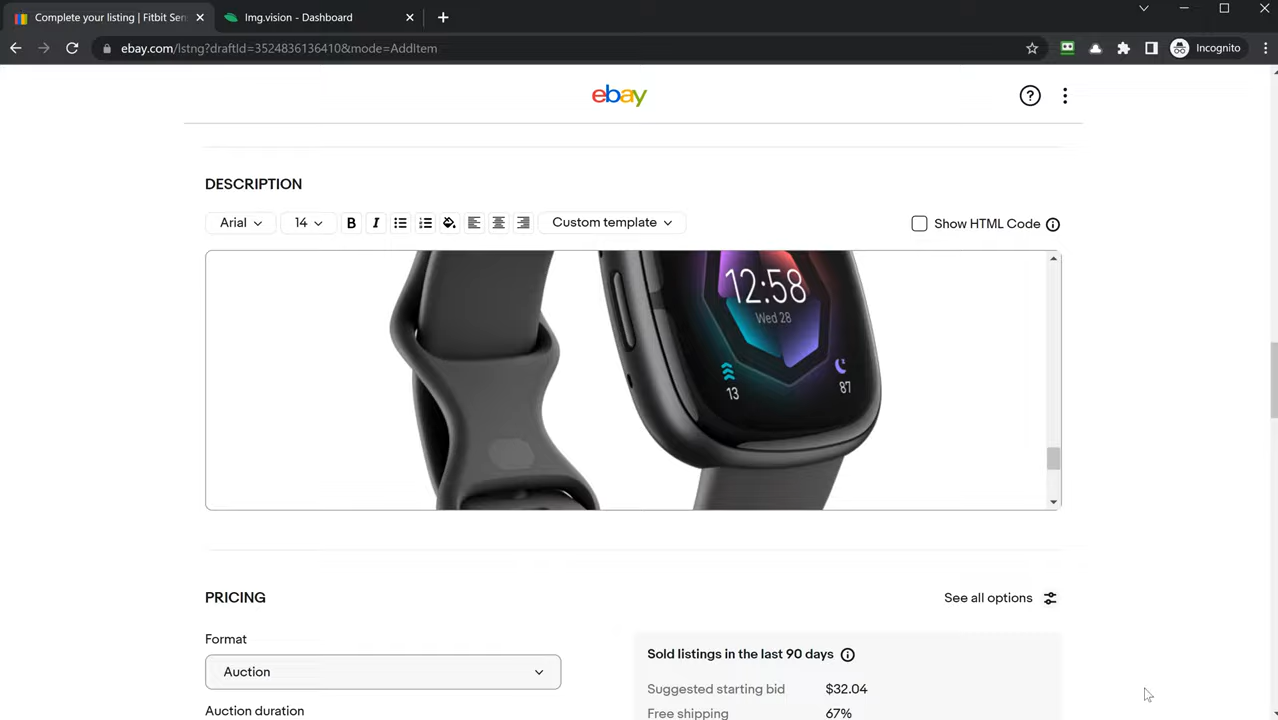 Complete your listing | Fitbit Sen
Img.vision - Dashboard
ebay.com/lstng?draftId=3524836136410&mode=AddItem
Incognito
ebay
DESCRIPTION
Arial
14
B
I
Custom template
Show HTML Code
12:58
Wed 28
13
87
PRICING
See all options
Format
Sold listings in the last 90 days
Auction
Suggested starting bid $32.04
Auction duration
Free shipping 67%